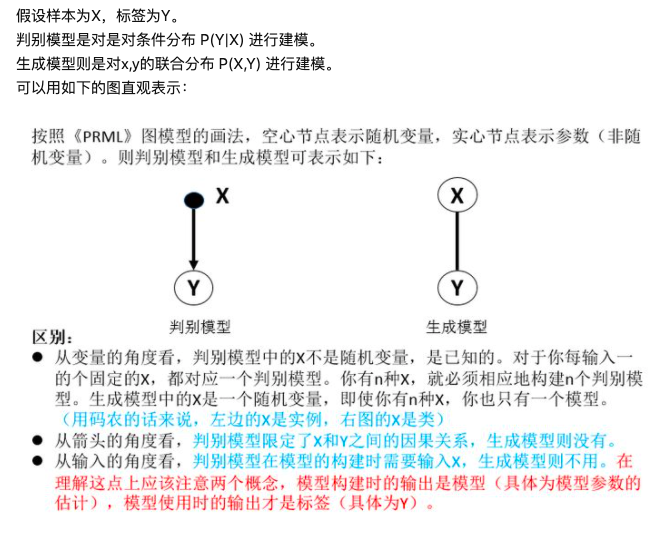 假设样本为X，标签为Y。
判别模型是对是对条件分布 P(Y|X) 进行建模。
生成模型则是对x,y的联合分布 P(X,Y) 进行建模。
可以用如下的图直观表示：
按照《PRML》图模型的画法，空心节点表示随机变量，实心节点表示参数（非随
机变量）。则判别模型和生成模型可表示如下：
X
X
Y
Y
判别模型
生成模型
区别：
● 从变量的角度看，判别模型中的X不是随机变量，是已知的。对于你每输入一
的个固定的X，都对应一个判别模型。你有n种X，就必须相应地构建n个判别模
型。生成模型中的X是一个随机变量，即使你有n种X，你也只有一个模型。
（用码农的话来说，左边的X是实例，右图的X是类）
● 从箭头的角度看，判别模型限定了X和Y之间的因果关系，生成模型则没有。
● 从输入的角度看，判别模型在模型的构建时需要输入X，生成模型则不用。在
理解这点上应该注意两个概念，模型构建时的输出是模型（具体为模型参数的
估计），模型使用时的输出才是标签（具体为Y）。